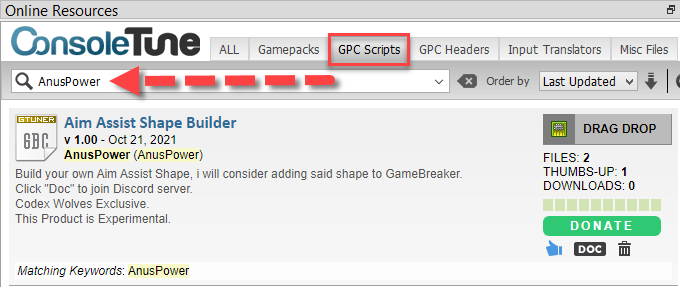 Online Resources
ConsoleTune
ALL Gamepacks GPC Scripts GPC Headers Input Translators Misc Files
AnusPower Order by Last Updated
GTUNER
GBC
Aim Assist Shape Builder
v 1.00 - Oct 21, 2021
AnusPower (AnusPower)
Build your own Aim Assist Shape, i will consider adding said shape to GameBreaker.
Click "Doc" to join Discord server.
Codex Wolves Exclusive.
This Product is Experimental.
Matching Keywords: AnusPower
DRAG DROP
FILES: 2
THUMBS-UP: 1
DOWNLOADS: 0
DONATE
DOC